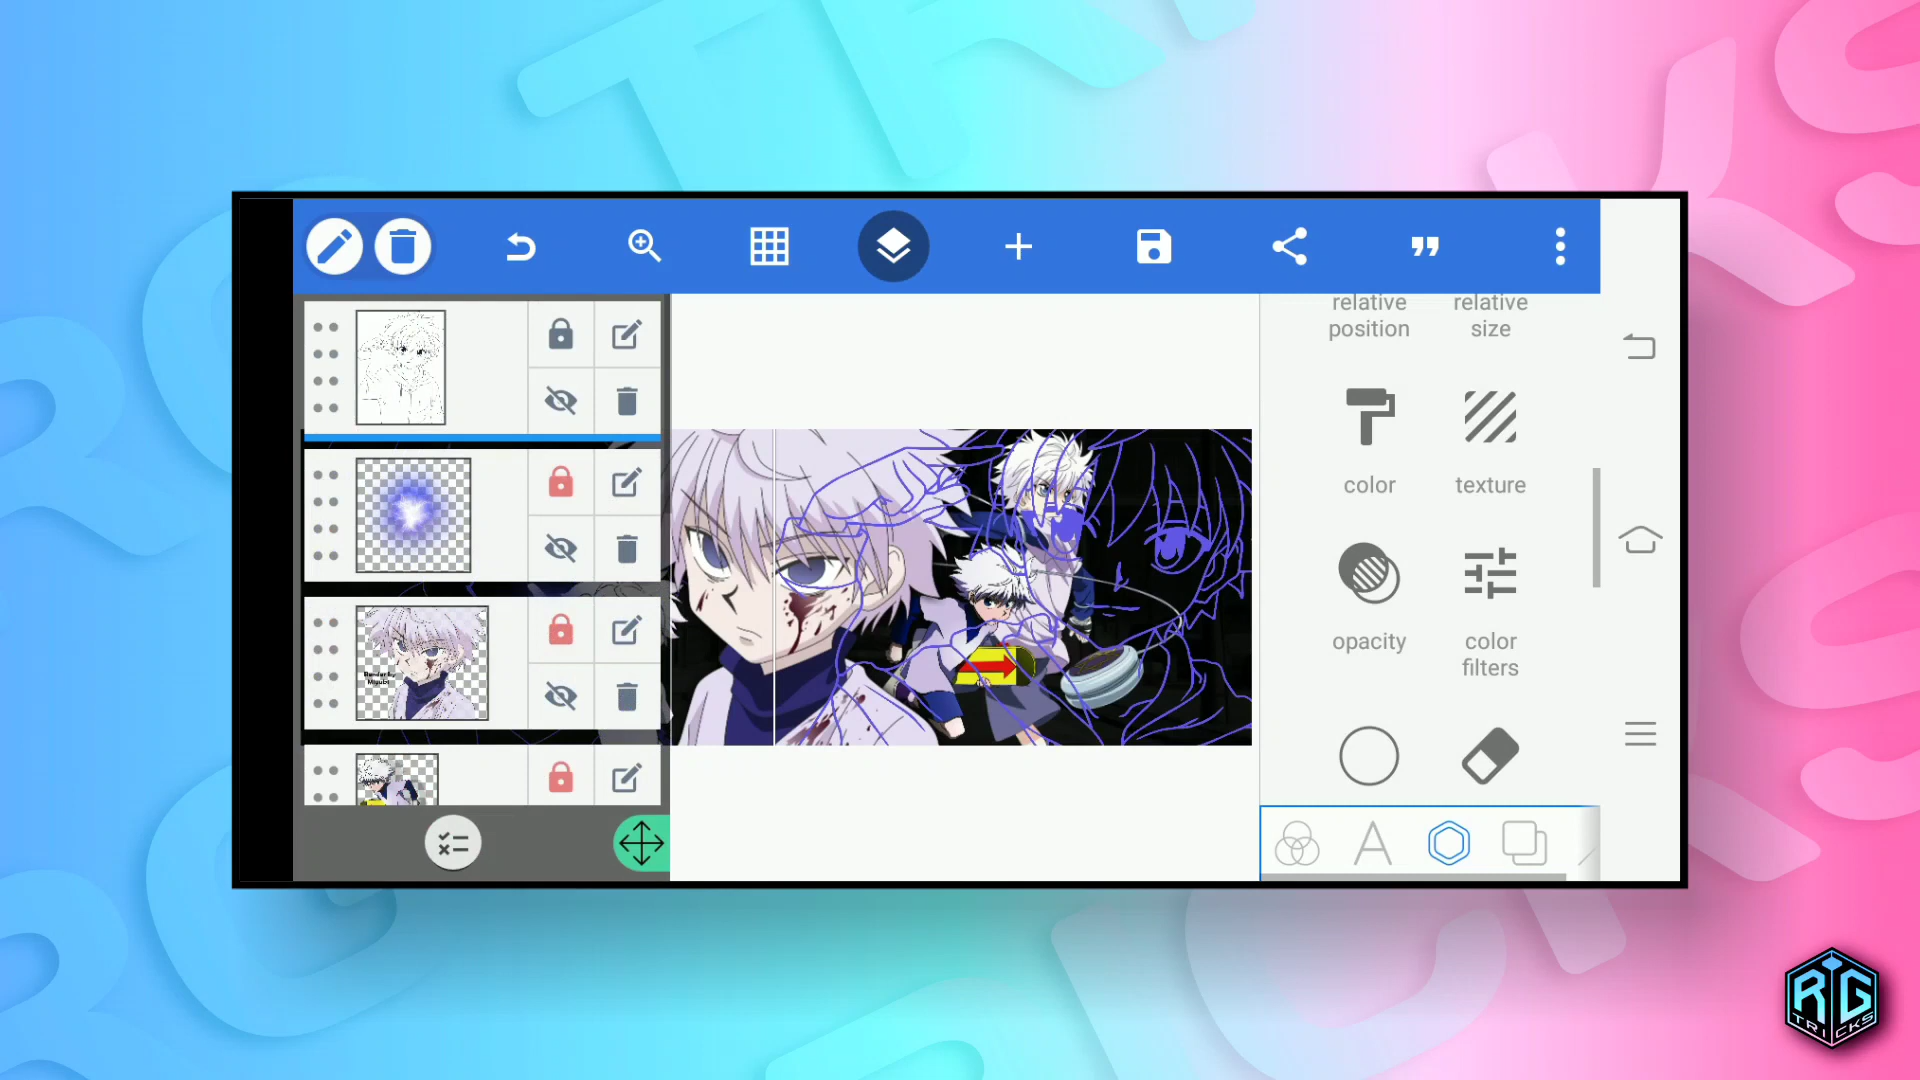 relative
position
relative
size
color
texture
opacity
color
filters
A
RG
TRICKS